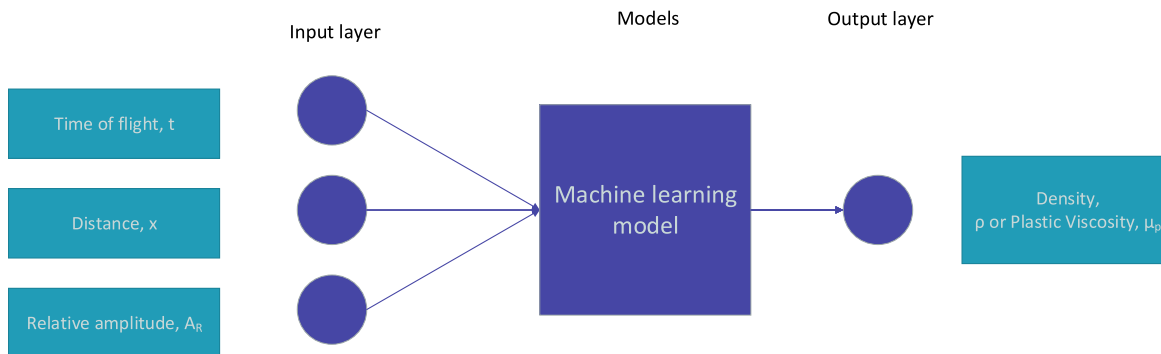 Input layer
Models
Output layer
Time of flight, t
Distance, x
Relative amplitude, Aᵣ
Machine learning
model
Density,
ρ or Plastic Viscosity, μₚ